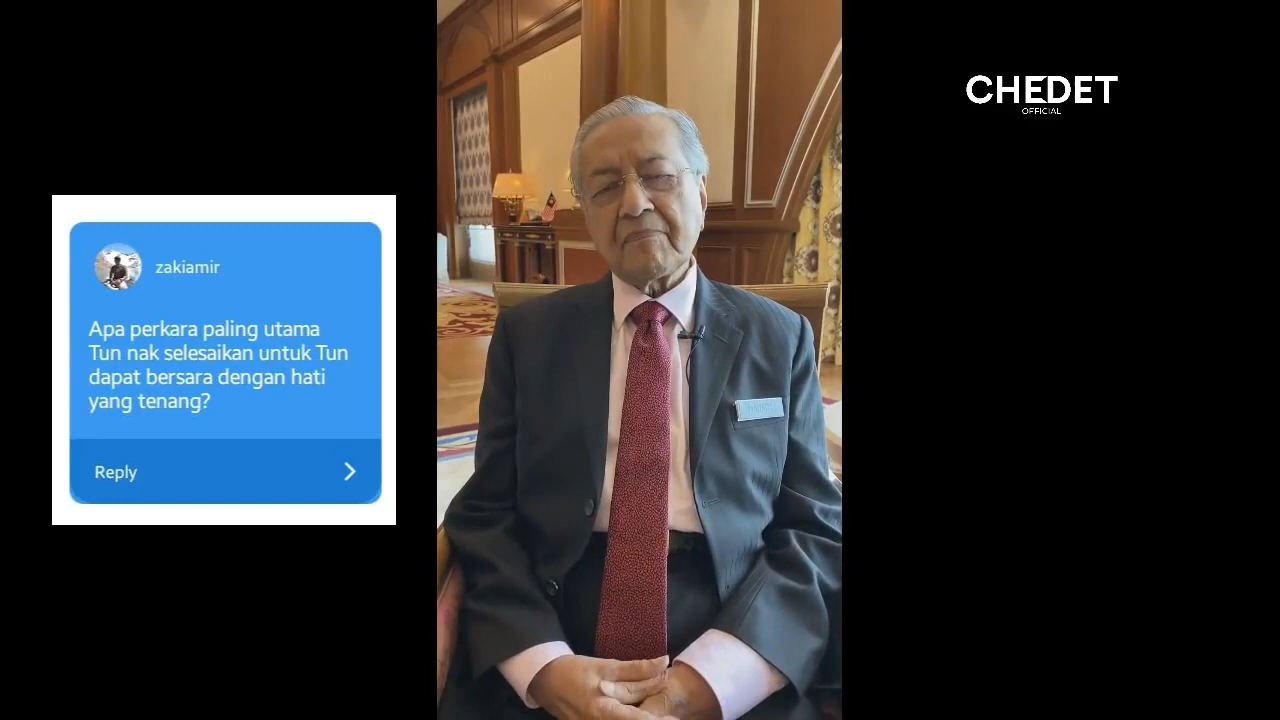 zakiamir
Apa perkara paling utama
Tun nak selesaikan untuk Tun
dapat bersara dengan hati
yang tenang?
Reply
CHEDET
OFFICIAL